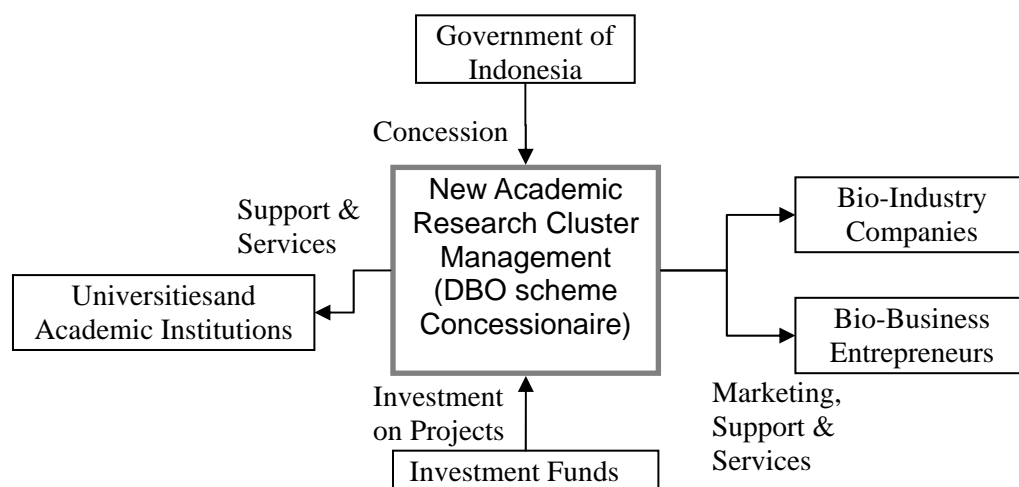 Government of
Indonesia
Concession
New Academic
Research Cluster
Management
(DBO scheme
Concessionaire)
Support &
Services
Universitiesand
Academic Institutions
Bio-Industry
Companies
Bio-Business
Entrepreneurs
Investment
on Projects
Marketing,
Support &
Services
Investment Funds